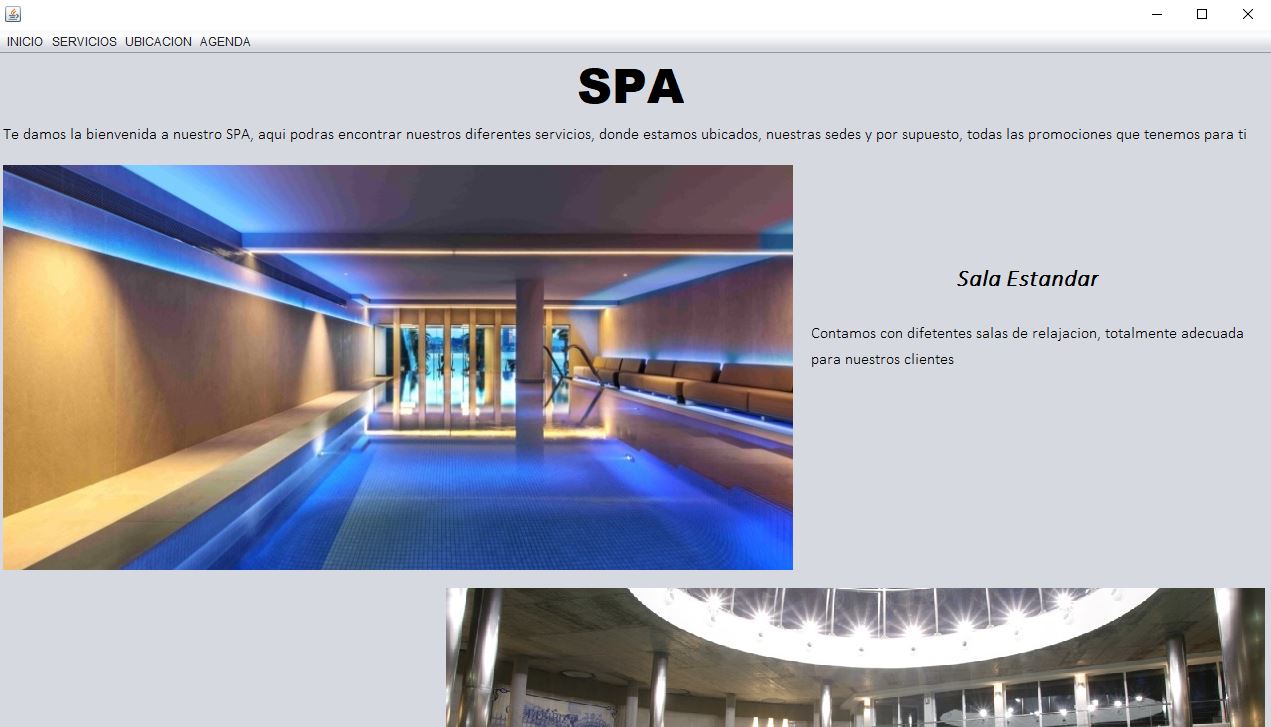 INICIO SERVICIOS UBICACION AGENDA
SPA
Te damos la bienvenida a nuestro SPA, aqui podras encontrar nuestros diferentes servicios, donde estamos ubicados, nuestras sedes y por supuesto, todas las promociones que tenemos para ti
Sala Estandar
Contamos con difetentes salas de relajacion, totalmente adecuada
para nuestros clientes